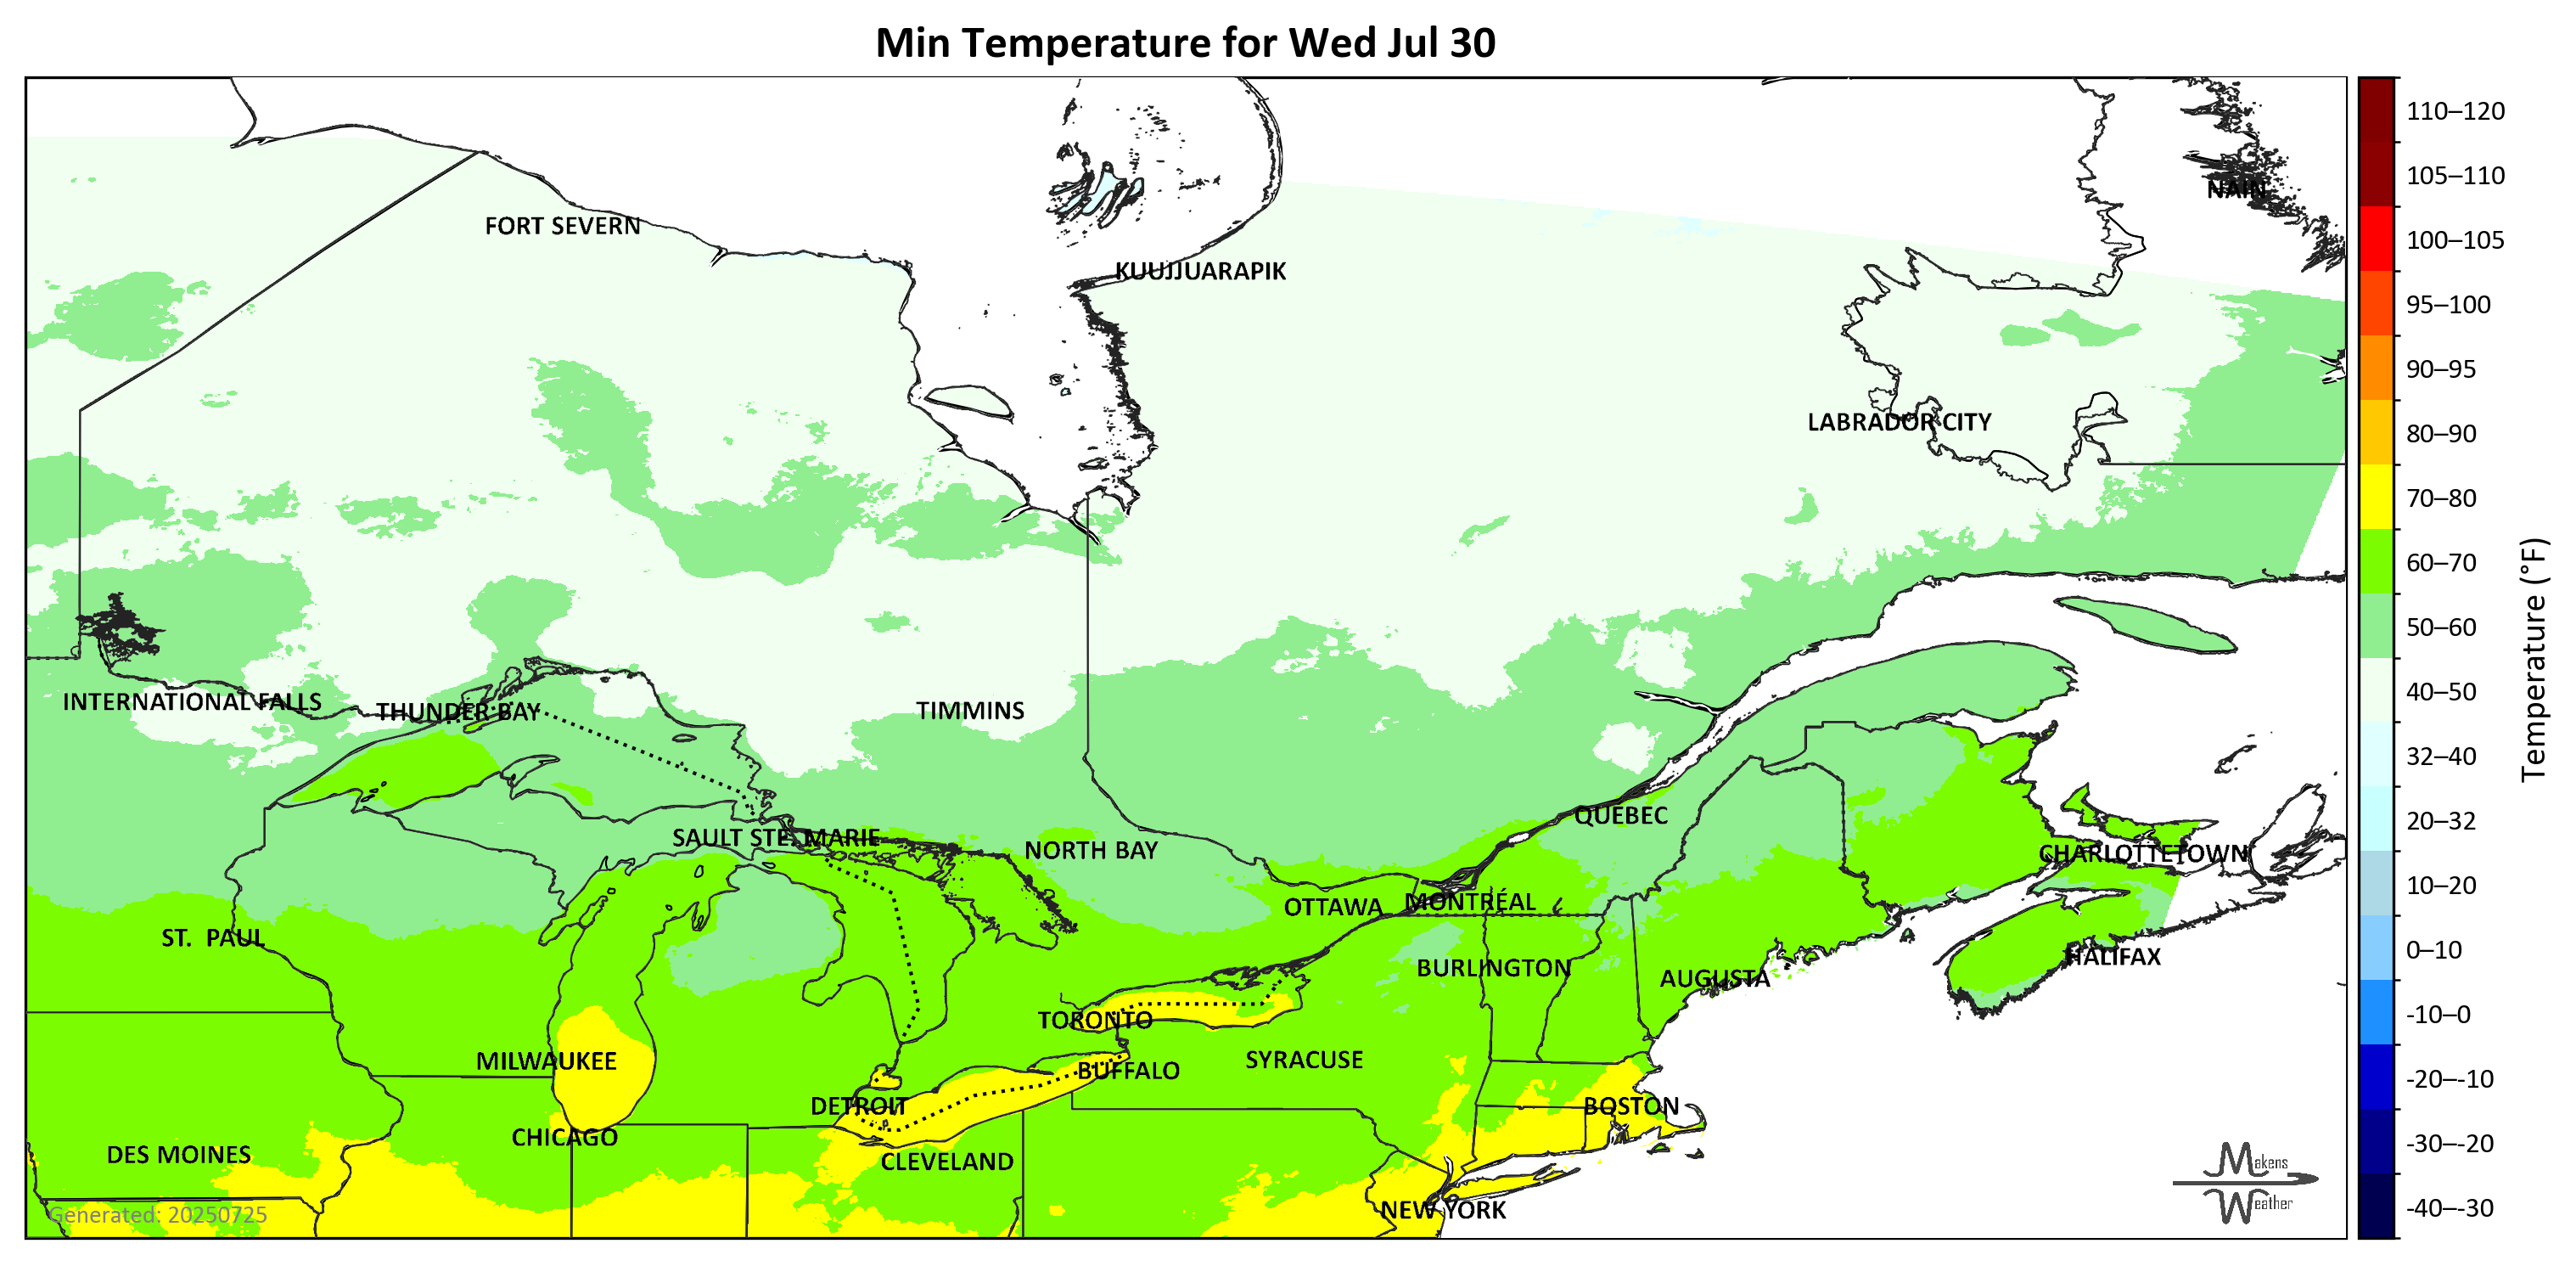 Min Temperature for Wed Jul 30
110–120
105–110
NAIN
FORT SEVERN
100–105
KUUJJUARAPIK
95–100
90–95
LABRADOR CITY
80–90
70–80
60–70
50–60
Temperature (°F)
40–50
INTERNATIONAL FALLS
THUNDER BAY
TIMMINS
32–40
QUEBEC
20–32
SAULT STE. MARIE
NORTH BAY
CHARLOTTETOWN
10–20
OTTAWA
MONTRÉAL
ST. PAUL
0–10
HALIFAX
BURLINGTON
AUGUSTA
-10–0
TORONTO
MILWAUKEE
SYRACUSE
BUFFALO
-20–-10
DETROIT
BOSTON
CHICAGO
-30–-20
DES MOINES
CLEVELAND
Makens
Weather
NEW YORK
-40–-30
Generated: 20250725